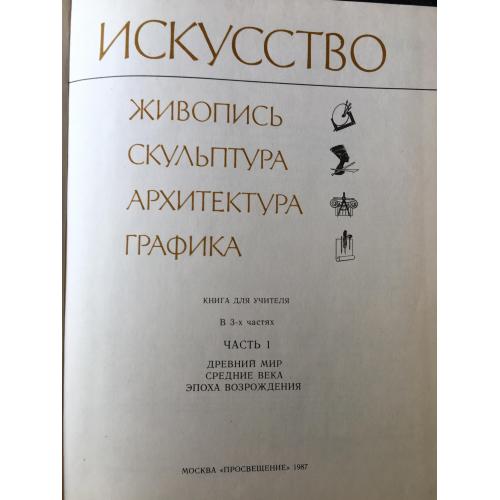 ИСКУССТВО
ЖИВОПИСЬ
СКУЛЬПТУРА
АРХИТЕКТУРА
ГРАФИКА
КНИГА ДЛЯ УЧИТЕЛЯ
В 3-х частях
ЧАСТЬ 1
ДРЕВНИЙ МИР
СРЕДНИЕ ВЕКА
ЭПОХА ВОЗРОЖДЕНИЯ
МОСКВА «ПРОСВЕЩЕНИЕ» 1987